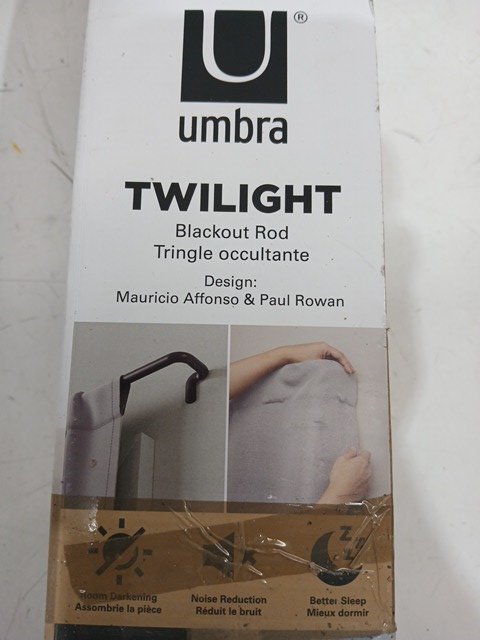 U®
umbra
TWILIGHT
Blackout Rod
Tringle occultante
Design:
Mauricio Affonso & Paul Rowan
Z
Z
Z
Room Darkening
Assombrie la pièce
Noise Reduction
Réduit le bruit
Better Sleep
Mieux dormir